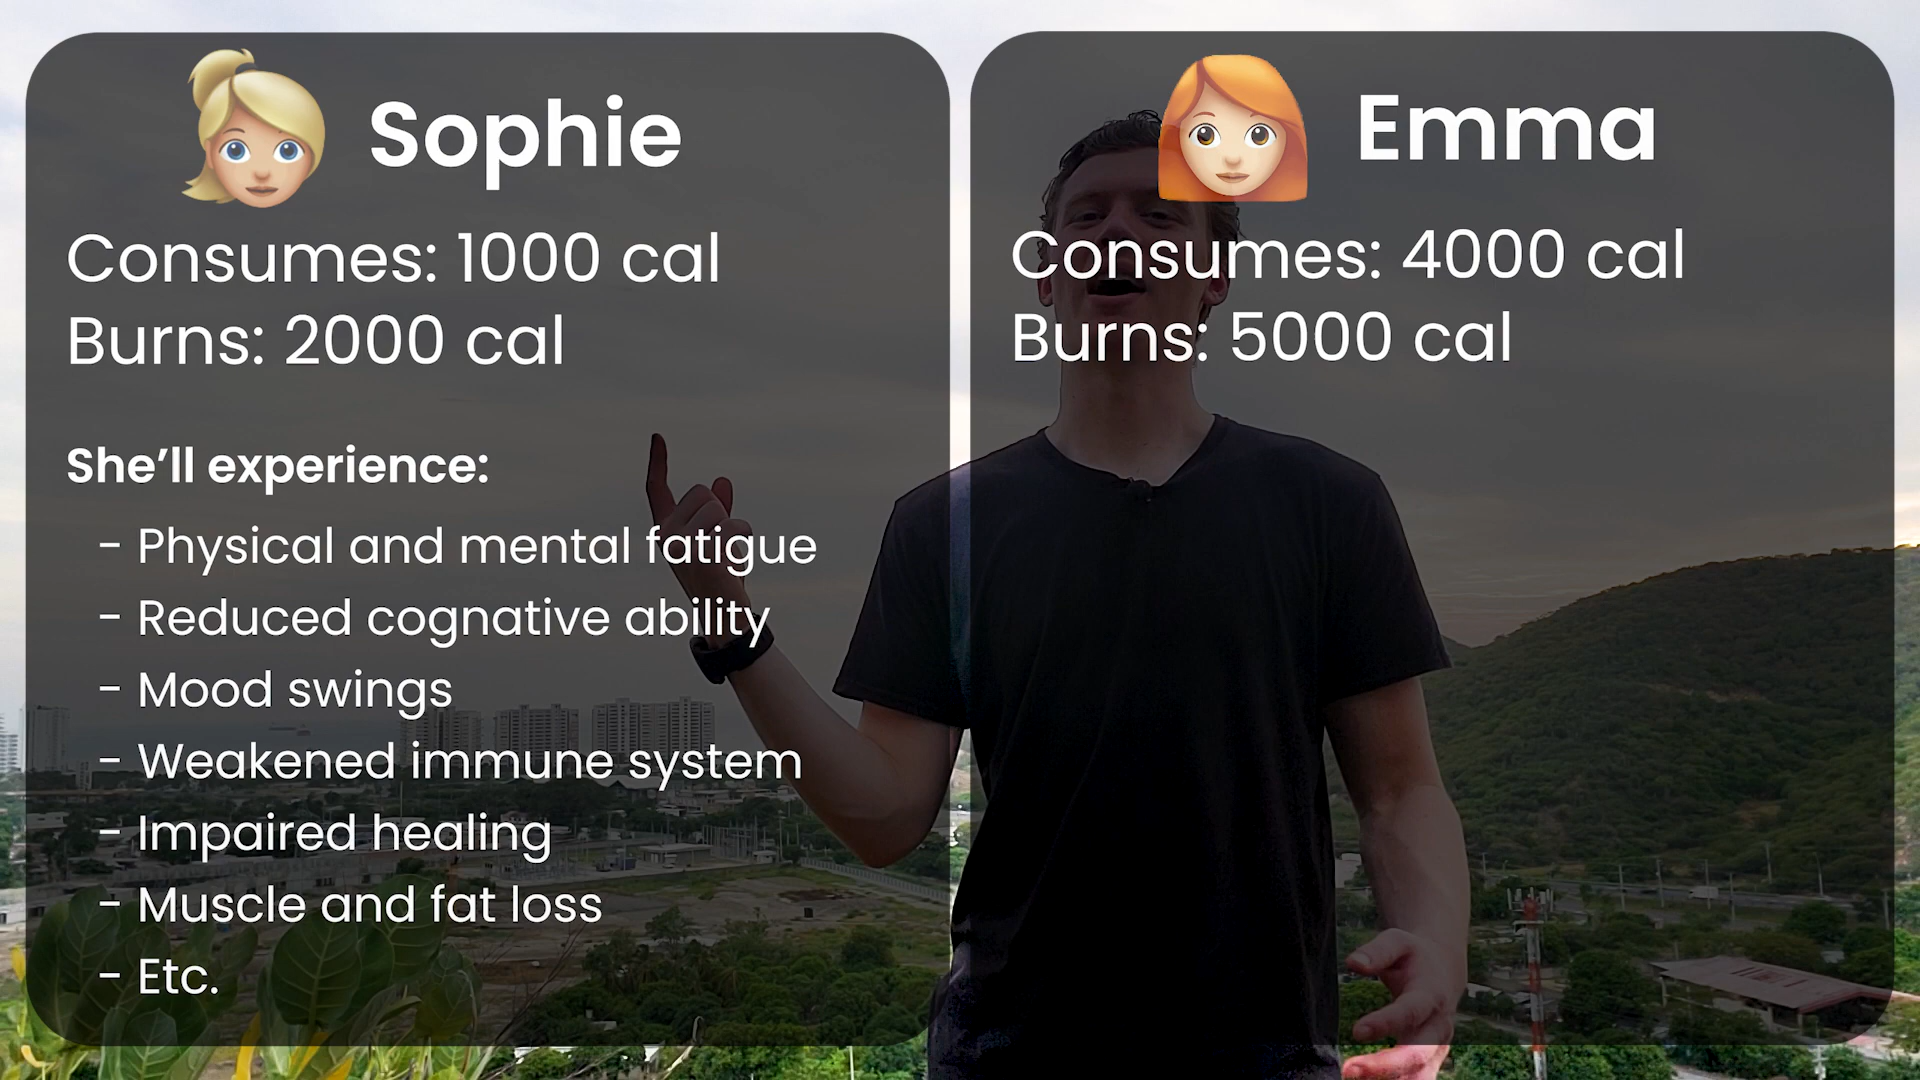 Sophie
Consumes: 1000 cal
Burns: 2000 cal
She’ll experience:
- Physical and mental fatigue
- Reduced cognative ability
- Mood swings
- Weakened immune system
- Impaired healing
- Muscle and fat loss
- Etc.
Emma
Consumes: 4000 cal
Burns: 5000 cal